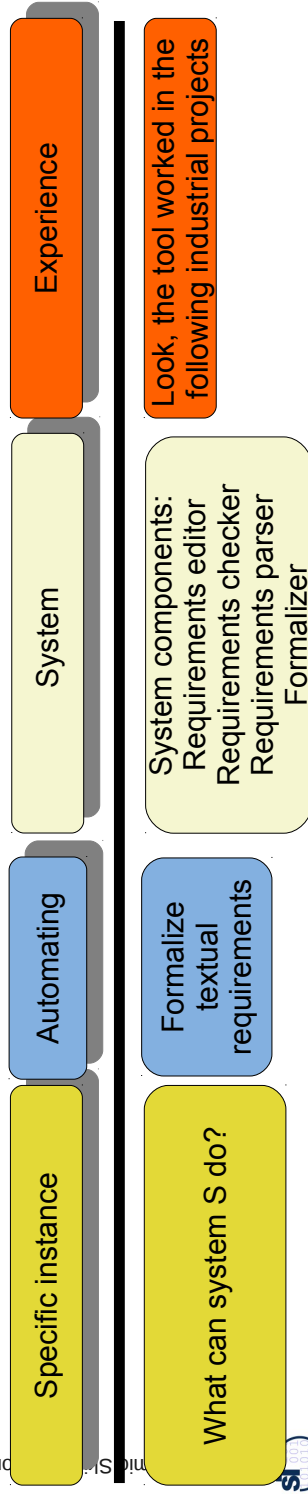 Specific instance
Automating
System
Experience
What can system S do?
Formalize
textual
requirements
System components:
Requirements editor
Requirements checker
Requirements parser
Formalizer
Look, the tool worked in the
following industrial projects